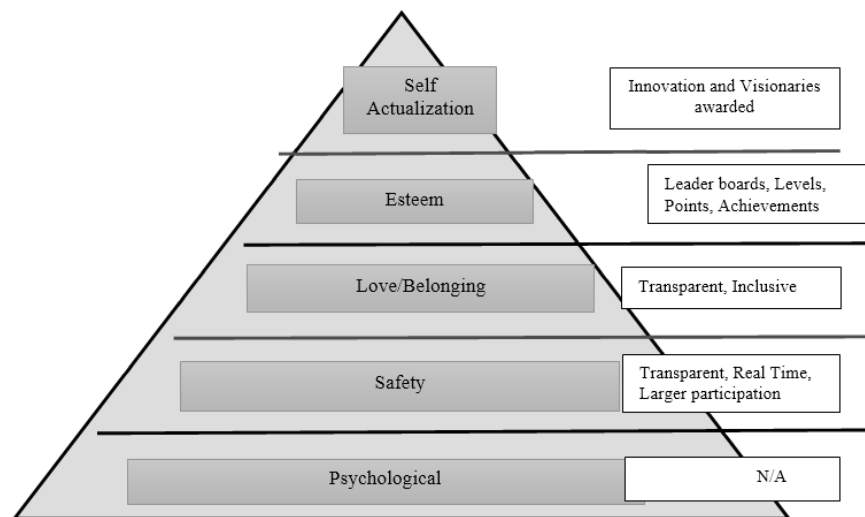 Self
Actualization
Innovation and Visionaries
awarded
Esteem
Leader boards, Levels,
Points, Achievements
Love/Belonging
Transparent, Inclusive
Safety
Transparent, Real Time,
Larger participation
Psychological
N/A